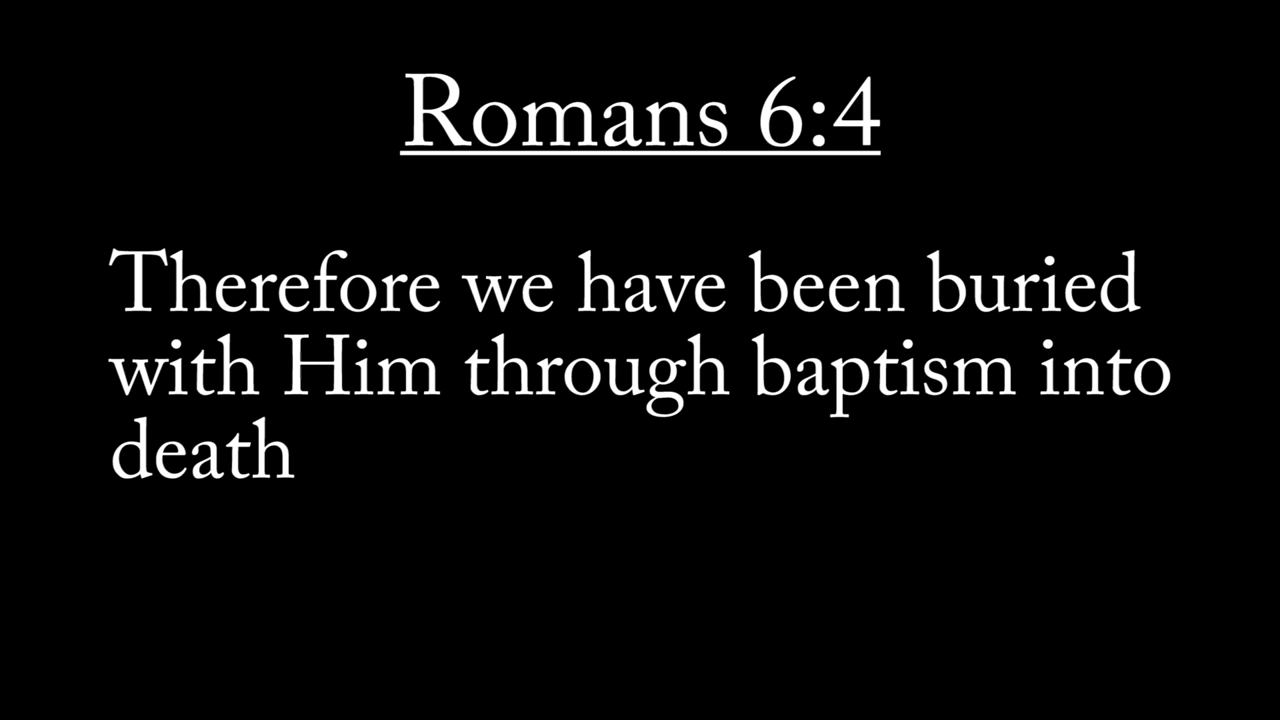 Romans 6:4
Therefore we have been buried
with Him through baptism into
death